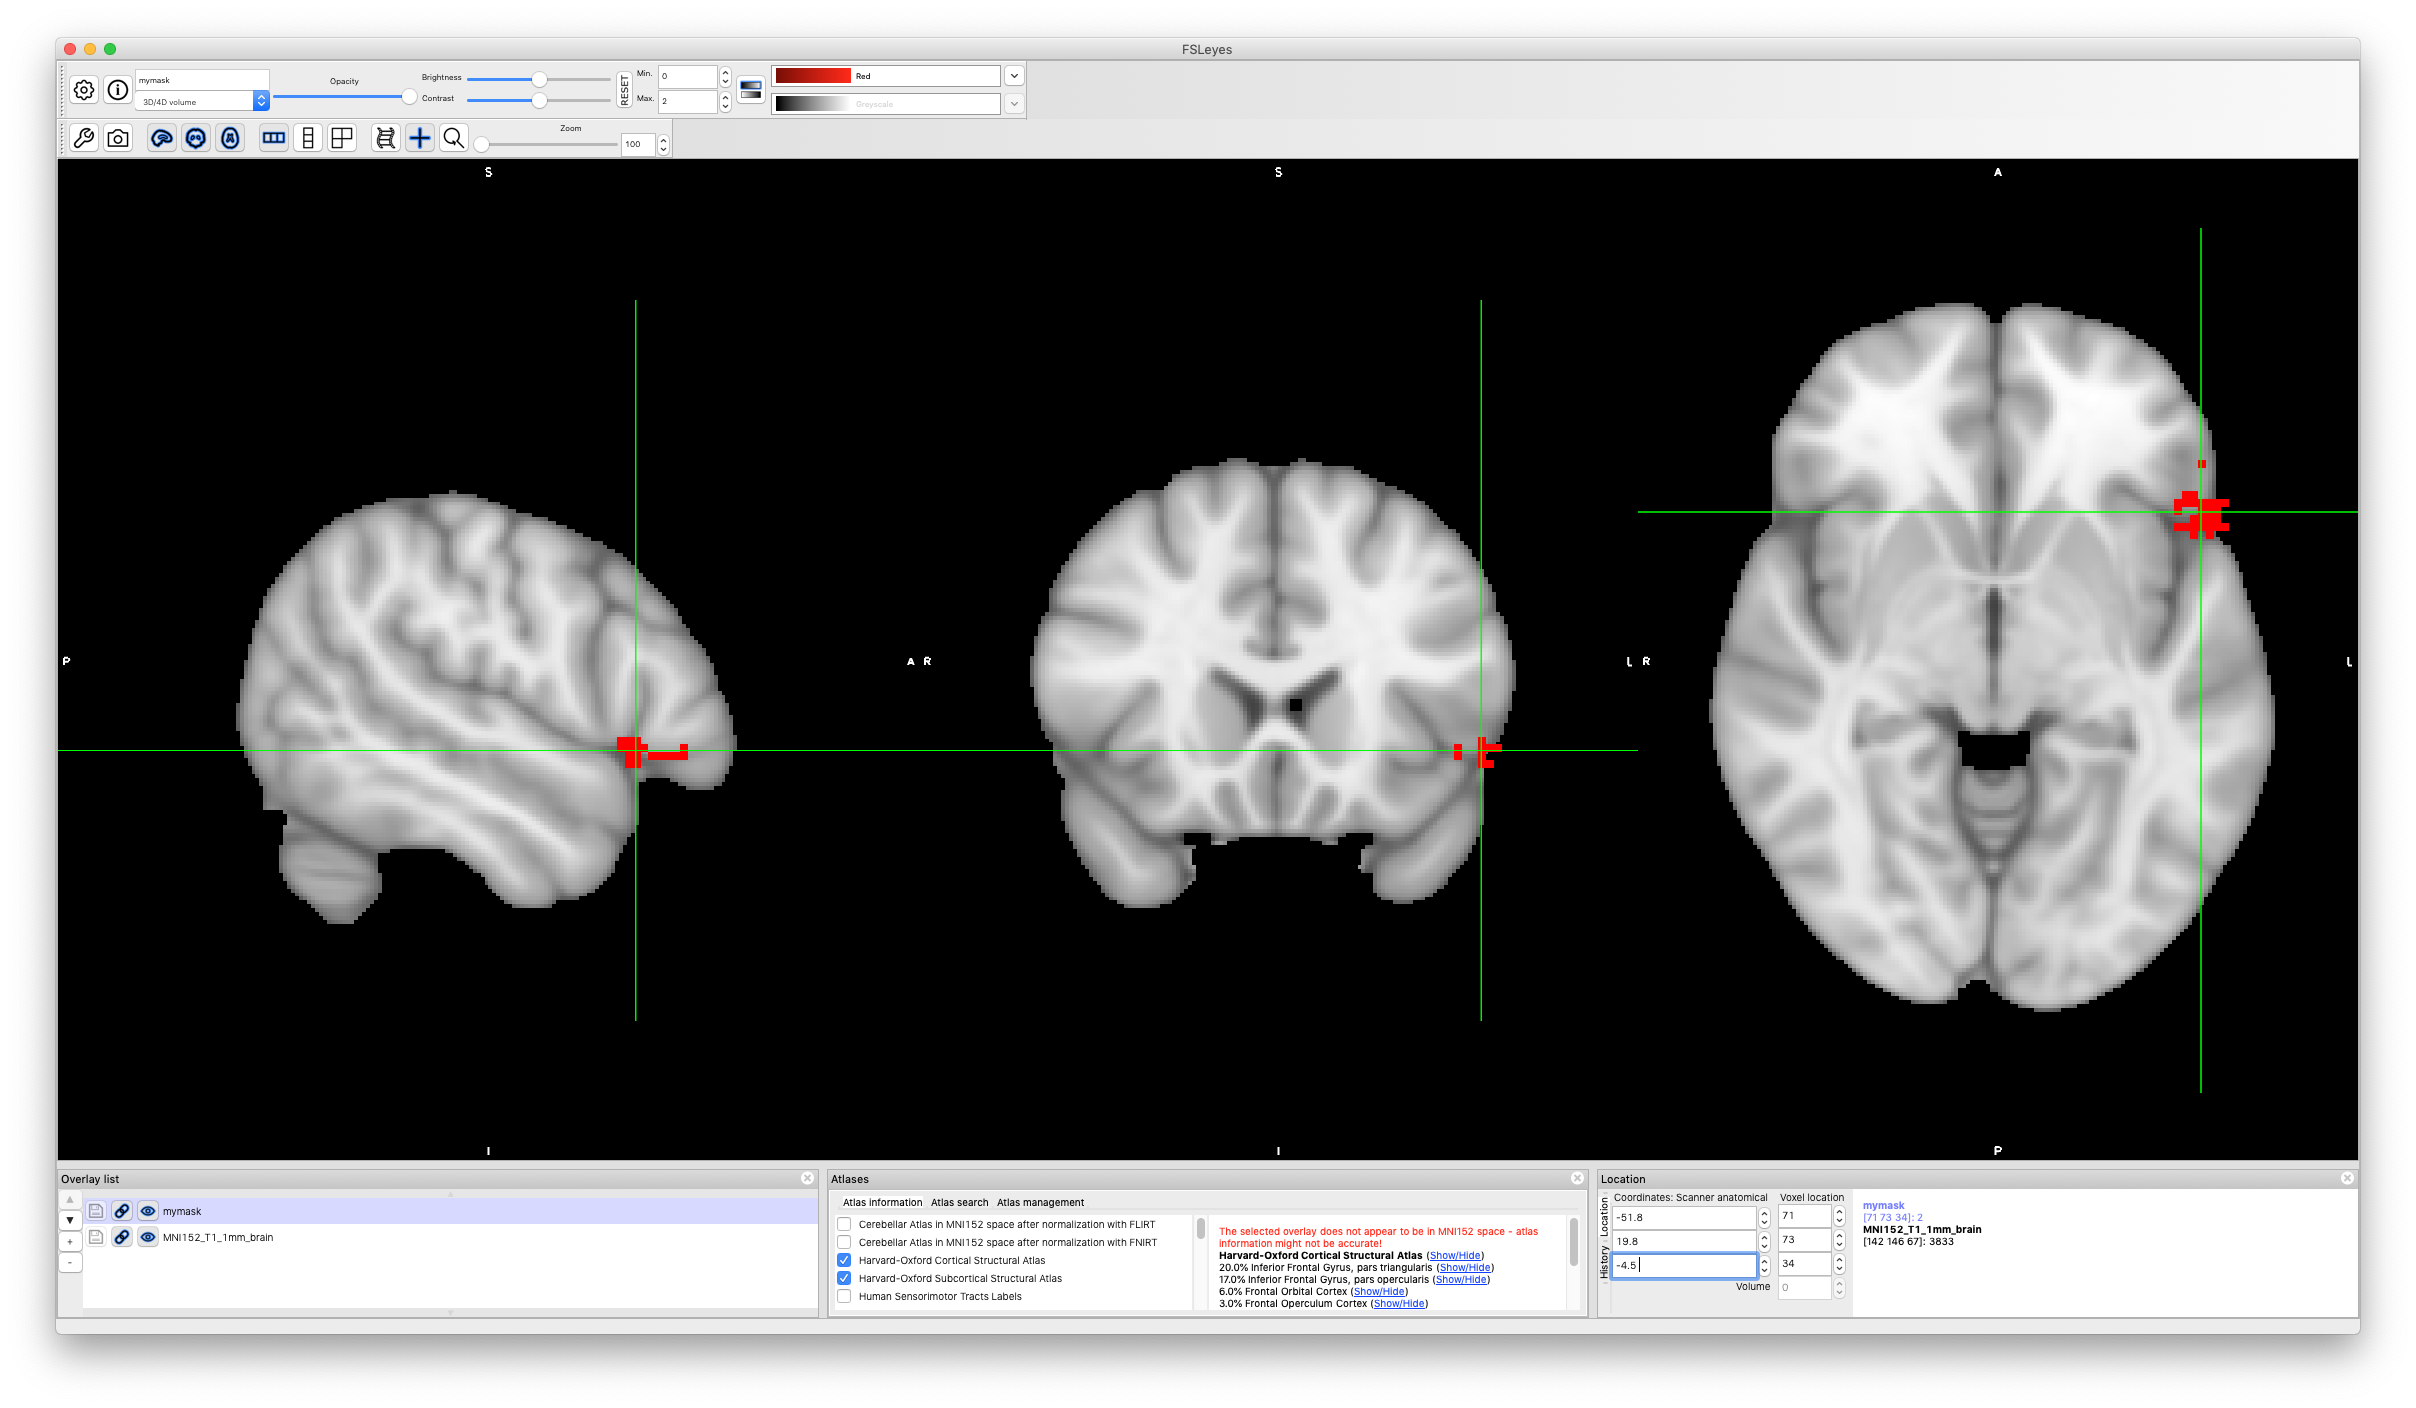 FSLeyes
mymask
3D/4D volume
Opacity
Brightness
Contrast
RESET
Min.
0
Max.
2
Red
Greyscale
Zoom
100
S
S
A
P
A
R
L
R
L
I
I
P
Overlay list
mymask
MNI152_T1_1mm_brain
Atlases
Atlas information
Atlas search
Atlas management
Cerebellar Atlas in MNI152 space after normalization with FLIRT
Cerebellar Atlas in MNI152 space after normalization with FNIRT
Harvard-Oxford Cortical Structural Atlas
Harvard-Oxford Subcortical Structural Atlas
Human Sensorimotor Tracts Labels
The selected overlay does not appear to be in MNI152 space - atlas
information might not be accurate!
Harvard-Oxford Cortical Structural Atlas (Show/Hide)
20.0% Inferior Frontal Gyrus, pars triangularis (Show/Hide)
17.0% Inferior Frontal Gyrus, pars opercularis (Show/Hide)
6.0% Frontal Orbital Cortex (Show/Hide)
3.0% Frontal Operculum Cortex (Show/Hide)
Location
Location
History
Coordinates: Scanner anatomical
Voxel location
-51.8
71
19.8
73
-4.5
34
Volume
0
mymask
[71 73 34]: 2
MNI152_T1_1mm_brain
[142 146 67]: 3833